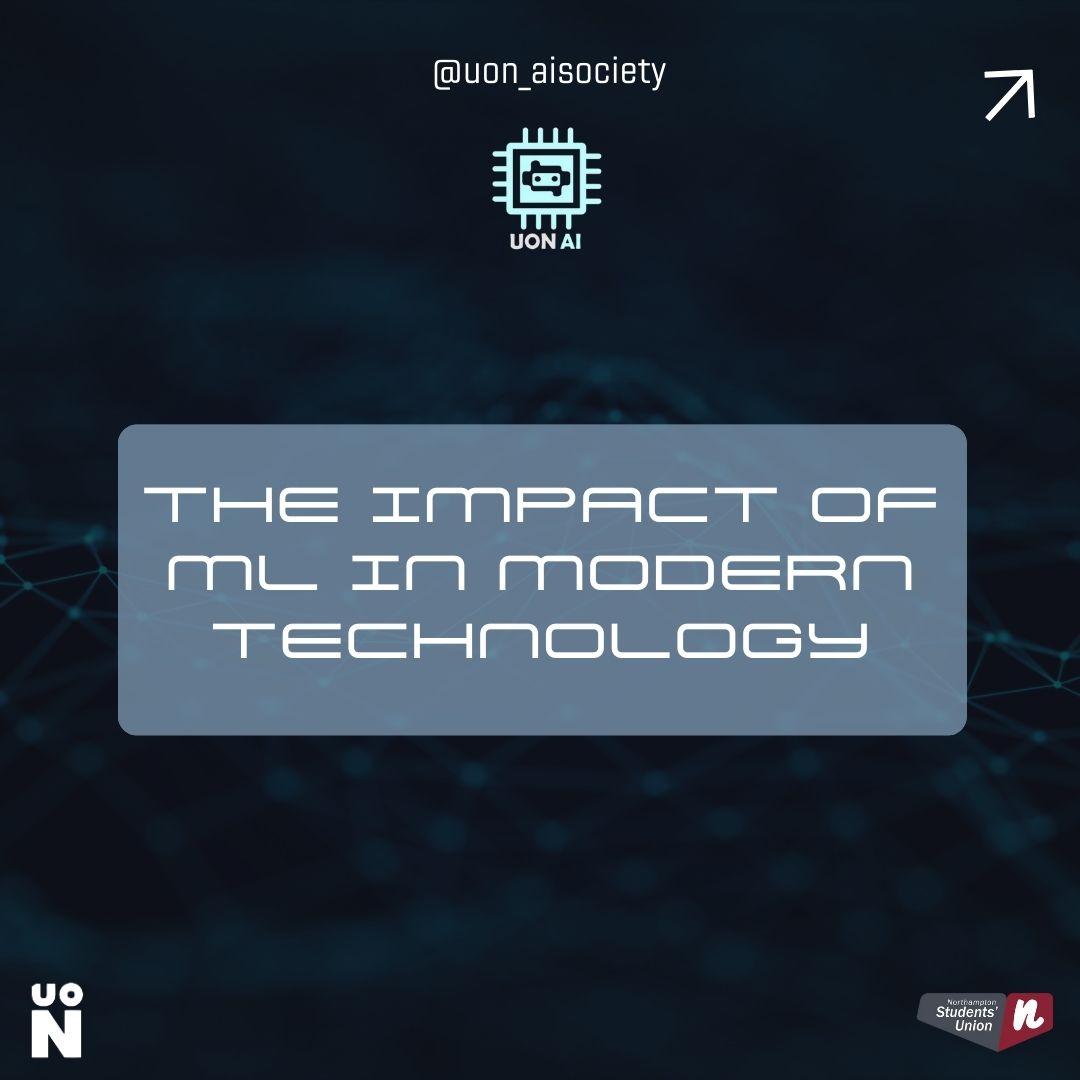 @uon_aisociety
UON AI
THE IMPACT OF
ML IN MODERN
TECHNOLOGY
UO
N
Northampton
Students'
Union
n